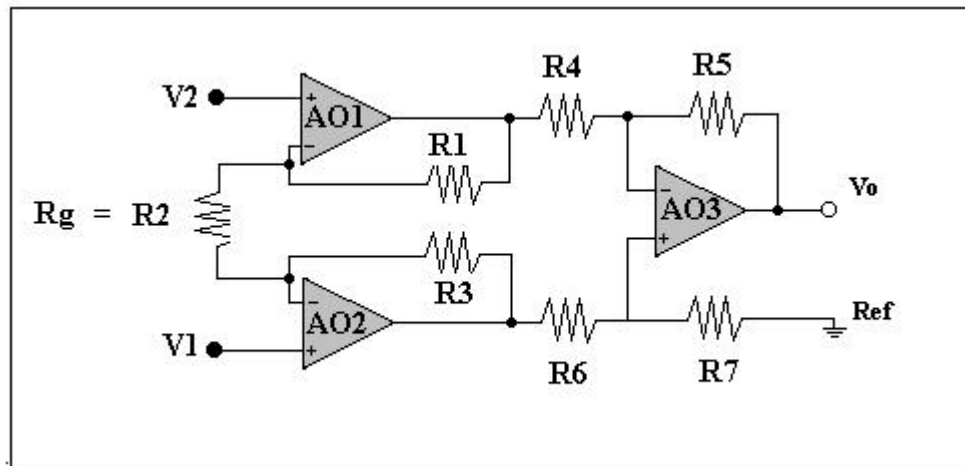 R4
R5
V2
+
AO1
−
R1
Rg = R2
−
AO3
+
Vo
R3
−
AO2
+
V1
R6
R7
Ref